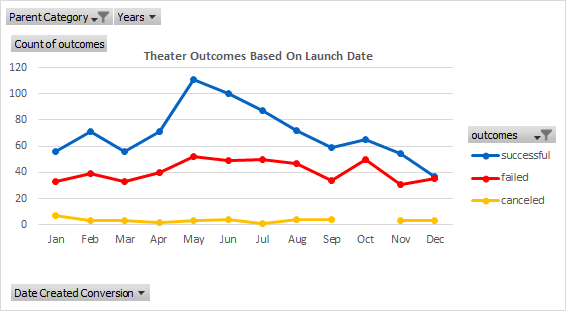 Parent Category Years
Count of outcomes
Theater Outcomes Based On Launch Date
120
100
80
60
40
20
0
Jan Feb Mar Apr May Jun Jul Aug Sep Oct Nov Dec
outcomes
successful
failed
canceled
Date Created Conversion